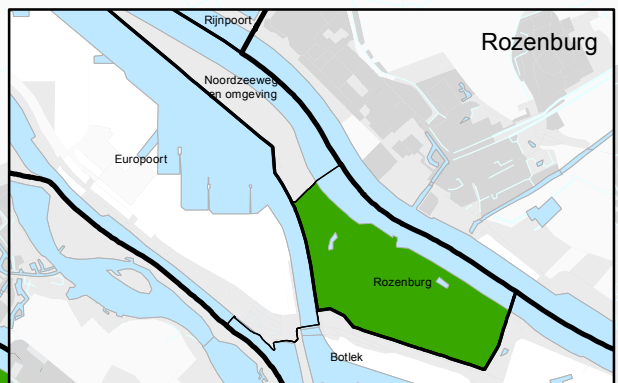 Rijnpoort
Rozenburg
Noordzeeweg
en omgeving
Europoort
Rozenburg
Botlek